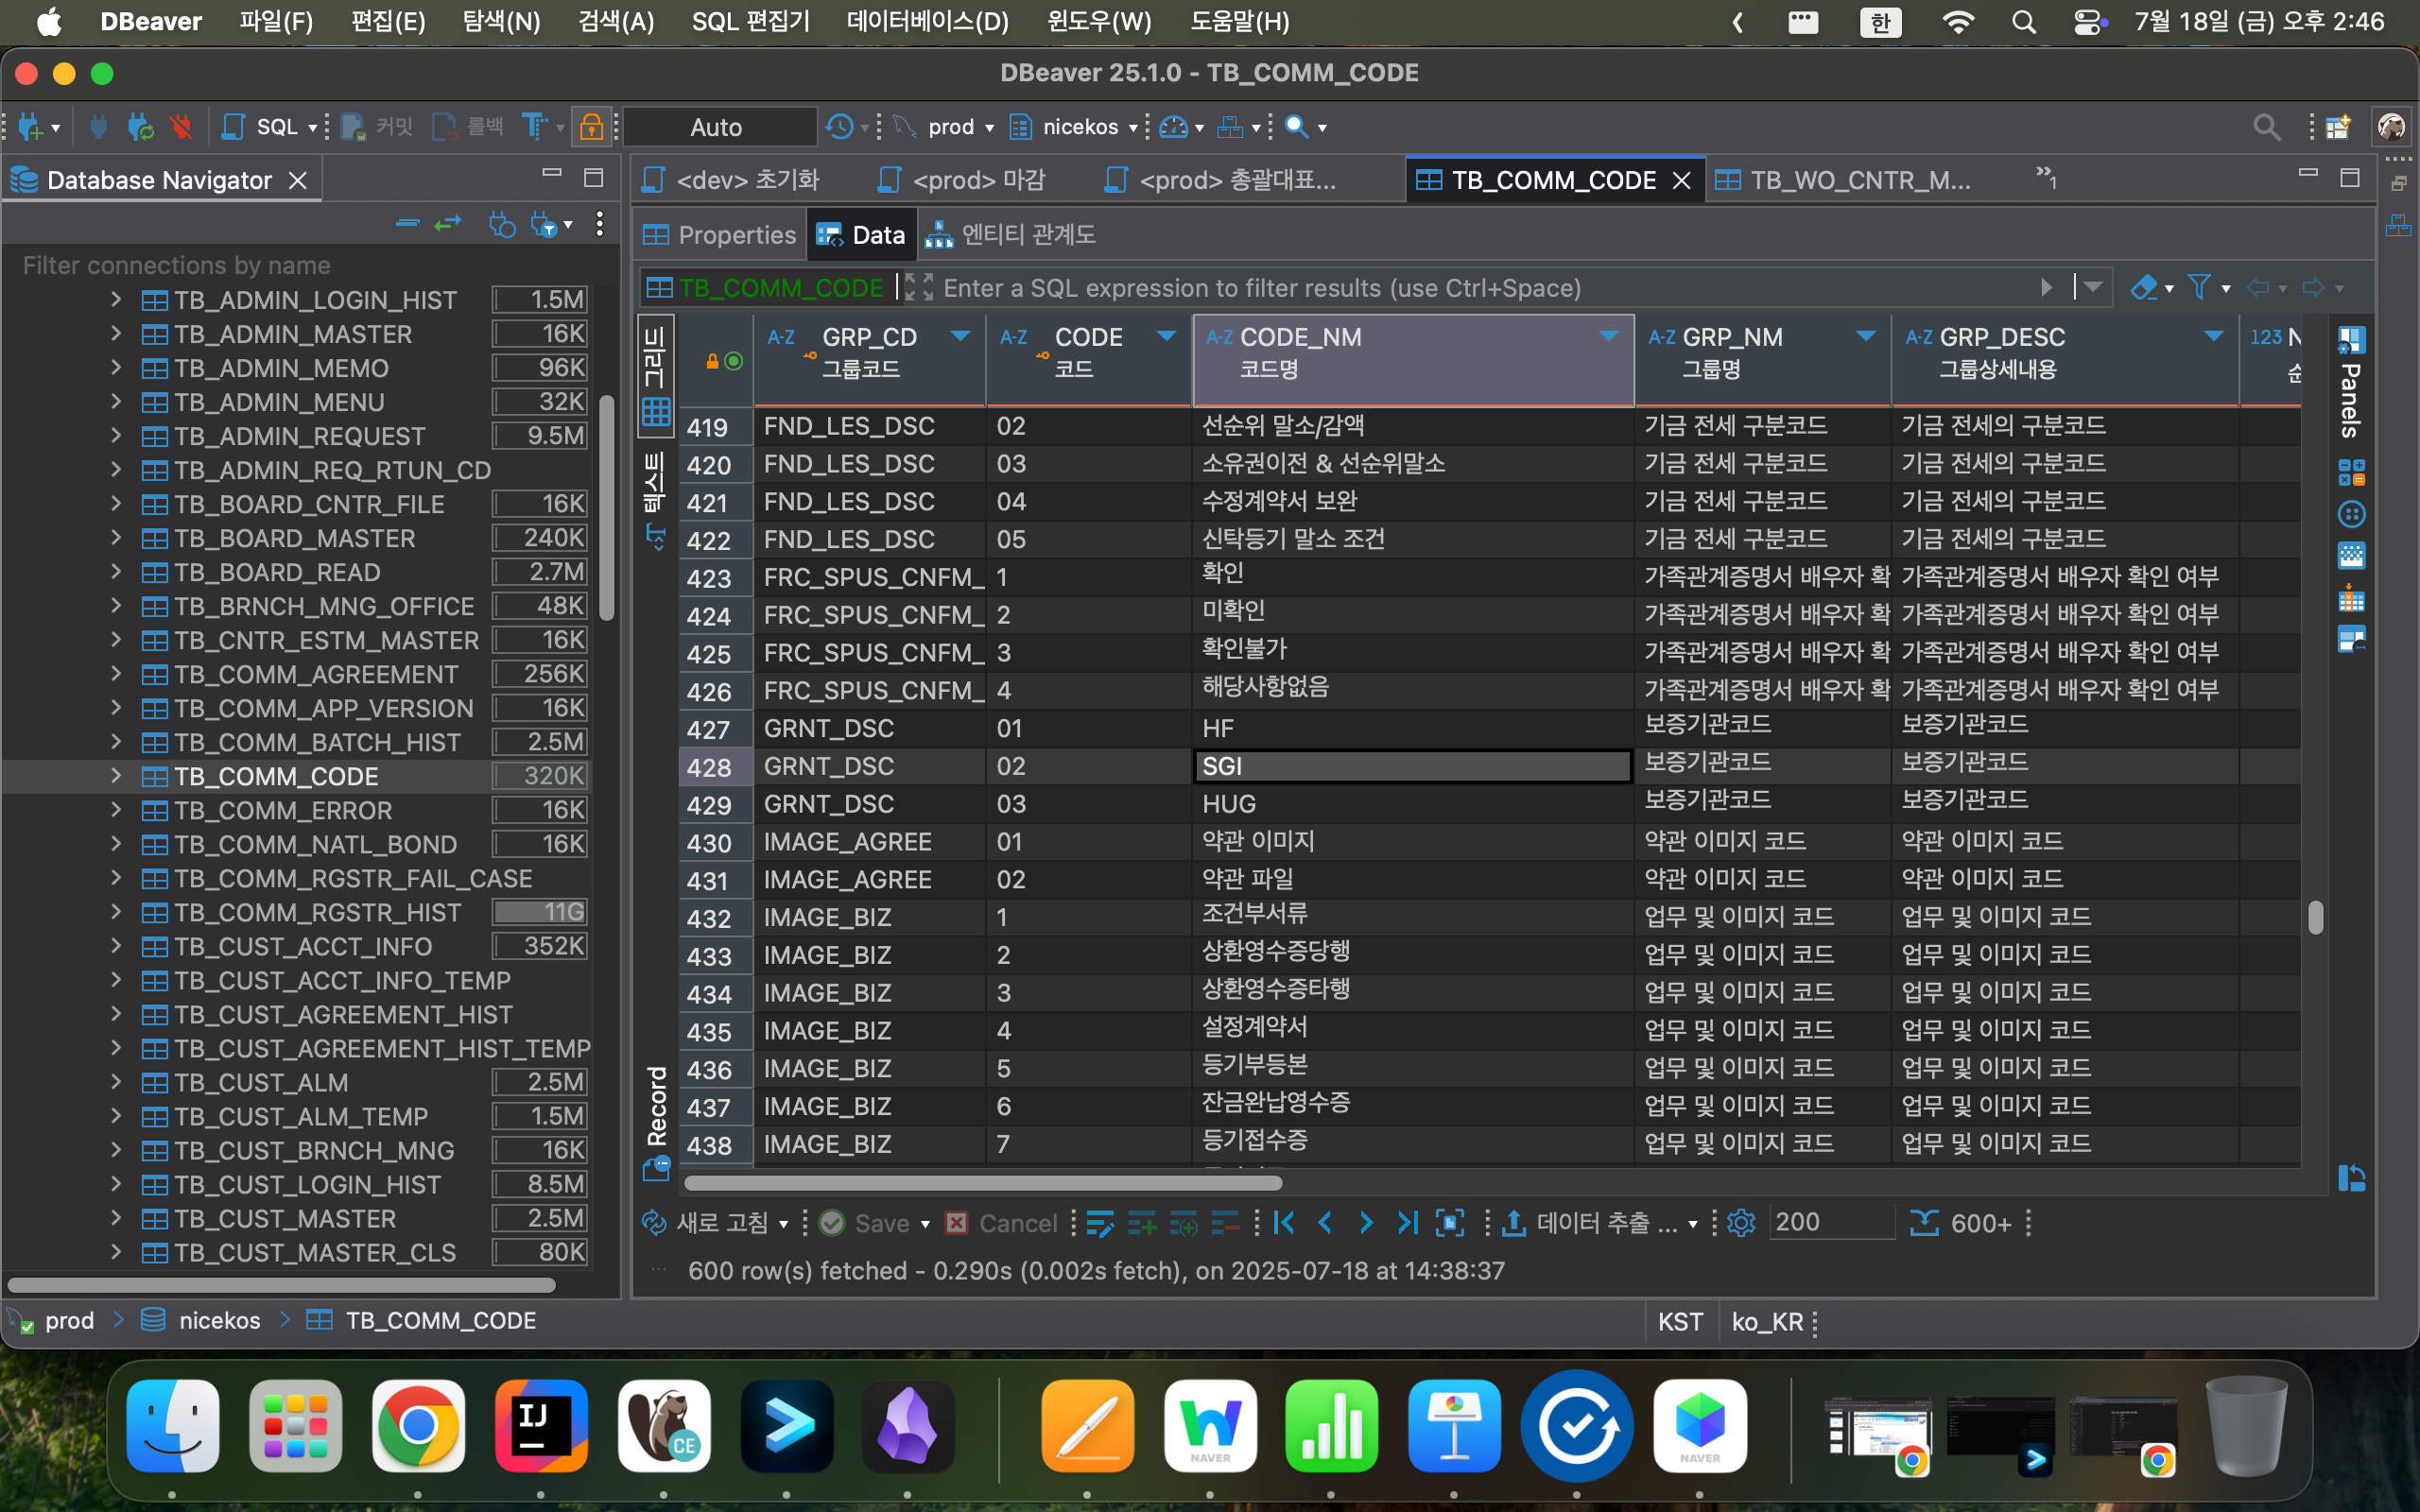 DBeaver 파일(F) 편집(E) 탐색(N) 검색(A) SQL 편집기 데이터베이스(D) 윈도우(W) 도움말(H) 한 7월 18일 (금) 오후 2:46
DBeaver 25.1.0 - TB_COMM_CODE
SQL 커밋 롤백 Auto prod nicekos
Database Navigator
<dev> 초기화 <prod> 마감 <prod> 총괄대표... TB_COMM_CODE TB_WO_CNTR_M... 1
Properties Data 엔티티 관계도
Filter connections by name
TB_COMM_CODE Enter a SQL expression to filter results (use Ctrl+Space)
TB_ADMIN_LOGIN_HIST 1.5M
TB_ADMIN_MASTER 16K
TB_ADMIN_MEMO 96K
TB_ADMIN_MENU 32K
TB_ADMIN_REQUEST 9.5M
TB_ADMIN_REQ_RTUN_CD
TB_BOARD_CNTR_FILE 16K
TB_BOARD_MASTER 240K
TB_BOARD_READ 2.7M
TB_BRNCH_MNG_OFFICE 48K
TB_CNTR_ESTM_MASTER 16K
TB_COMM_AGREEMENT 256K
TB_COMM_APP_VERSION 16K
TB_COMM_BATCH_HIST 2.5M
TB_COMM_CODE 320K
TB_COMM_ERROR 16K
TB_COMM_NATL_BOND 16K
TB_COMM_RGSTR_FAIL_CASE
TB_COMM_RGSTR_HIST 11G
TB_CUST_ACCT_INFO 352K
TB_CUST_ACCT_INFO_TEMP
TB_CUST_AGREEMENT_HIST
TB_CUST_AGREEMENT_HIST_TEMP
TB_CUST_ALM 2.5M
TB_CUST_ALM_TEMP 1.5M
TB_CUST_BRNCH_MNG 16K
TB_CUST_LOGIN_HIST 8.5M
TB_CUST_MASTER 2.5M
TB_CUST_MASTER_CLS 80K
그리드
텍스트
Record
A-Z GRP_CD A-Z CODE A-Z CODE_NM A-Z GRP_NM A-Z GRP_DESC 123 N
그룹코드 코드 코드명 그룹명 그룹상세내용 순
419 FND_LES_DSC 02 선순위 말소/감액 기금 전세 구분코드 기금 전세의 구분코드
420 FND_LES_DSC 03 소유권이전 & 선순위말소 기금 전세 구분코드 기금 전세의 구분코드
421 FND_LES_DSC 04 수정계약서 보완 기금 전세 구분코드 기금 전세의 구분코드
422 FND_LES_DSC 05 신탁등기 말소 조건 기금 전세 구분코드 기금 전세의 구분코드
423 FRC_SPUS_CNFM_ 1 확인 가족관계증명서 배우자 확 가족관계증명서 배우자 확인 여부
424 FRC_SPUS_CNFM_ 2 미확인 가족관계증명서 배우자 확 가족관계증명서 배우자 확인 여부
425 FRC_SPUS_CNFM_ 3 확인불가 가족관계증명서 배우자 확 가족관계증명서 배우자 확인 여부
426 FRC_SPUS_CNFM_ 4 해당사항없음 가족관계증명서 배우자 확 가족관계증명서 배우자 확인 여부
427 GRNT_DSC 01 HF 보증기관코드 보증기관코드
428 GRNT_DSC 02 SGI 보증기관코드 보증기관코드
429 GRNT_DSC 03 HUG 보증기관코드 보증기관코드
430 IMAGE_AGREE 01 약관 이미지 약관 이미지 코드 약관 이미지 코드
431 IMAGE_AGREE 02 약관 파일 약관 이미지 코드 약관 이미지 코드
432 IMAGE_BIZ 1 조건부서류 업무 및 이미지 코드 업무 및 이미지 코드
433 IMAGE_BIZ 2 상환영수증당행 업무 및 이미지 코드 업무 및 이미지 코드
434 IMAGE_BIZ 3 상환영수증타행 업무 및 이미지 코드 업무 및 이미지 코드
435 IMAGE_BIZ 4 설정계약서 업무 및 이미지 코드 업무 및 이미지 코드
436 IMAGE_BIZ 5 등기부등본 업무 및 이미지 코드 업무 및 이미지 코드
437 IMAGE_BIZ 6 잔금완납영수증 업무 및 이미지 코드 업무 및 이미지 코드
438 IMAGE_BIZ 7 등기접수증 업무 및 이미지 코드 업무 및 이미지 코드
Panels
새로 고침 Save Cancel 데이터 추출 ... 200 600+
600 row(s) fetched - 0.290s (0.002s fetch), on 2025-07-18 at 14:38:37
prod nicekos TB_COMM_CODE KST ko_KR
IJ CE NAVER NAVER